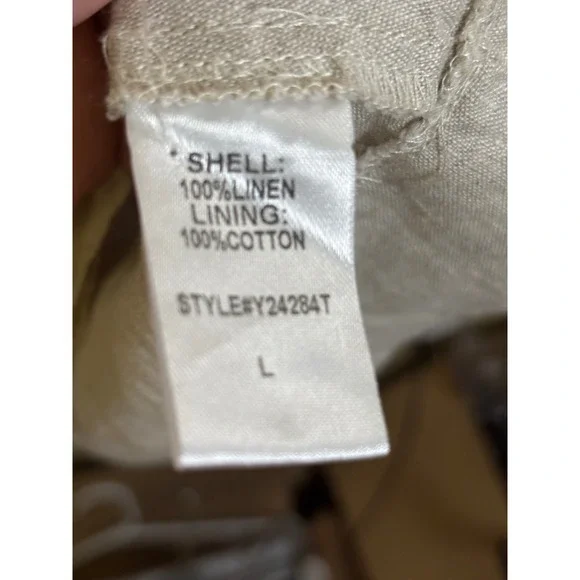 SHELL:
100%LINEN
LINING:
100%COTTON
STYLE#Y24284T
L